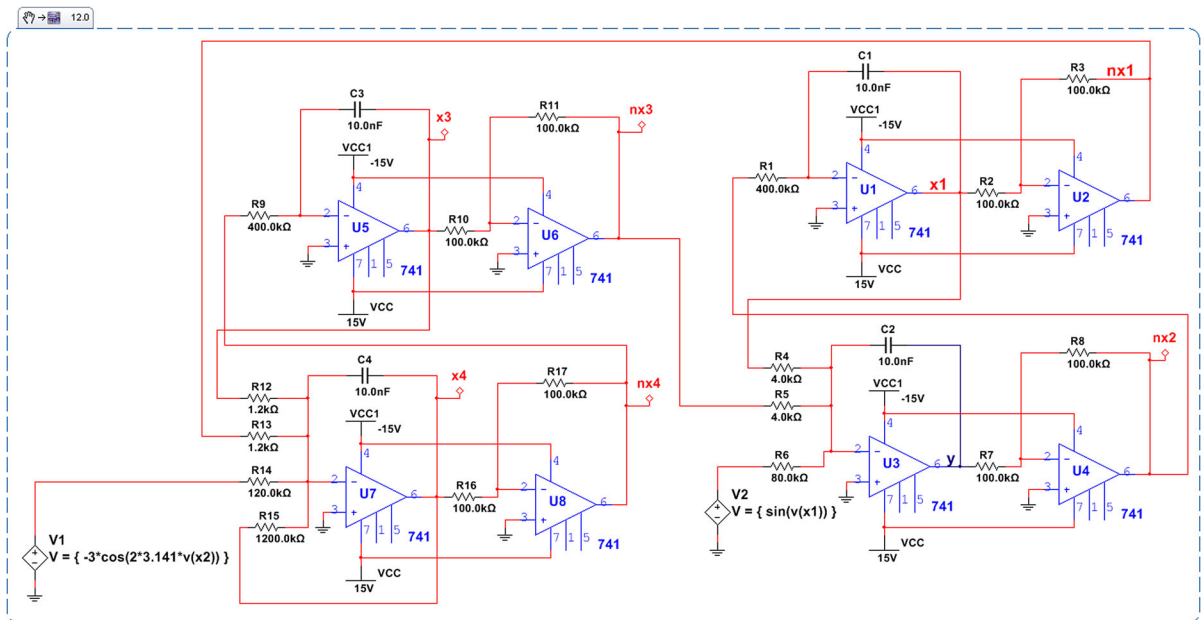 12.0
C3
10.0nF
x3
R11
100.0kΩ
nx3
VCC1
-15V
R9
400.0kΩ
2
3
4
U5
6
7
1
5
741
R10
100.0kΩ
2
3
4
U6
6
7
1
5
741
VCC
15V
C1
10.0nF
R3
100.0kΩ
nx1
VCC1
-15V
R1
400.0kΩ
2
3
4
U1
6
7
1
5
741
x1
R2
100.0kΩ
2
3
4
U2
6
7
1
5
741
VCC
15V
C4
10.0nF
x4
R17
100.0kΩ
nx4
R12
1.2kΩ
R13
1.2kΩ
R14
120.0kΩ
R15
1200.0kΩ
VCC1
-15V
2
3
4
U7
6
7
1
5
741
R16
100.0kΩ
2
3
4
U8
6
7
1
5
741
VCC
15V
V1
V = { -3*cos(2*3.141*v(x2)) }
C2
10.0nF
R8
100.0kΩ
nx2
R4
4.0kΩ
R5
4.0kΩ
R6
80.0kΩ
VCC1
-15V
2
3
4
U3
6
7
1
5
741
y
R7
100.0kΩ
2
3
4
U4
6
7
1
5
741
VCC
15V
V2
V = { sin(v(x1)) }